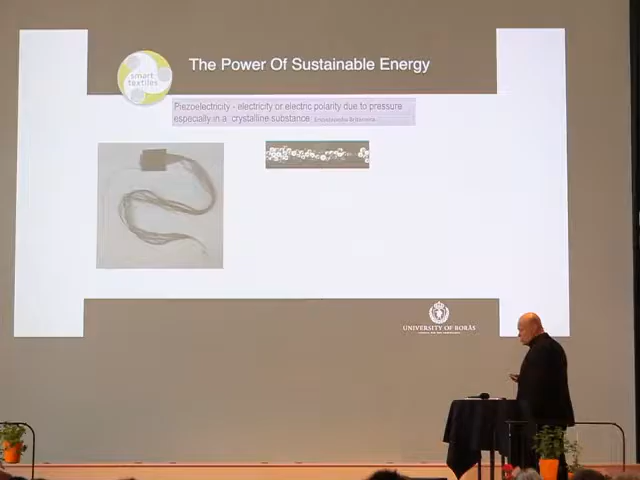 The Power Of Sustainable Energy
smart
textiles
Piezoelectricity - electricity or electric polarity due to pressure
especially in a crystalline substance
UNIVERSITY OF BORÅS